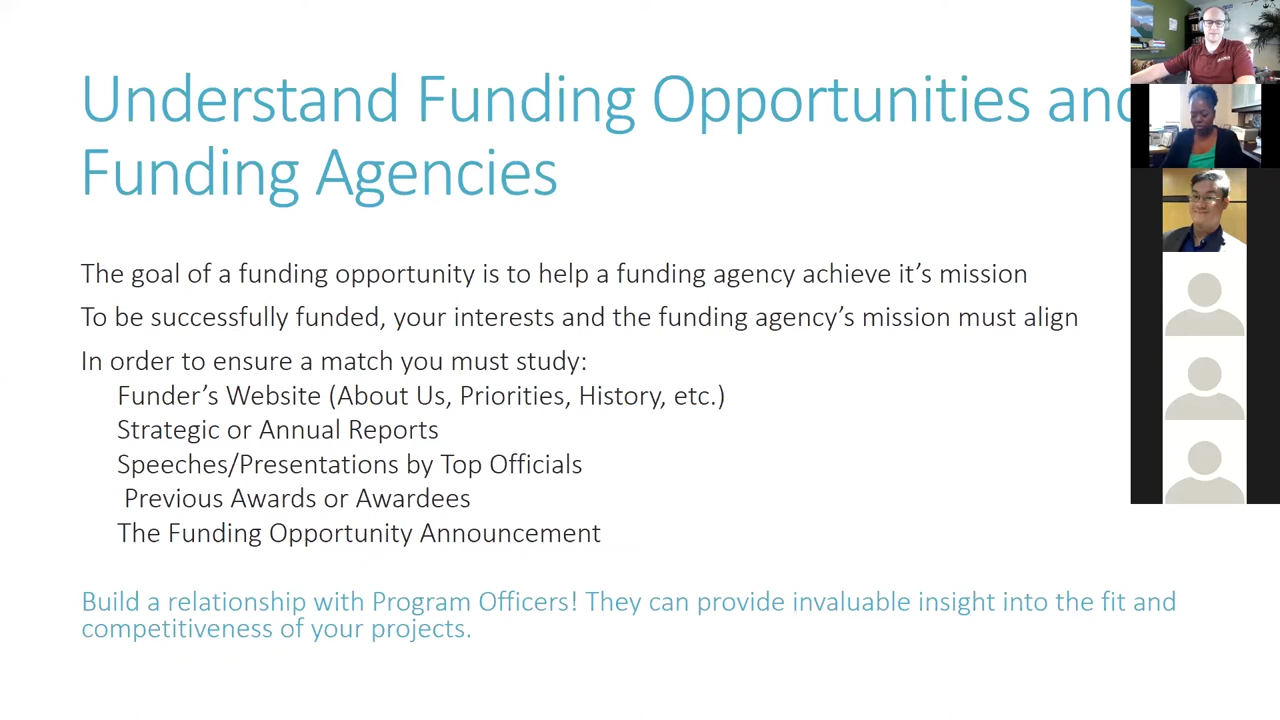 Understand Funding Opportunities and
Funding Agencies
The goal of a funding opportunity is to help a funding agency achieve it’s mission
To be successfully funded, your interests and the funding agency’s mission must align
In order to ensure a match you must study:
Funder’s Website (About Us, Priorities, History, etc.)
Strategic or Annual Reports
Speeches/Presentations by Top Officials
Previous Awards or Awardees
The Funding Opportunity Announcement
Build a relationship with Program Officers! They can provide invaluable insight into the fit and
competitiveness of your projects.